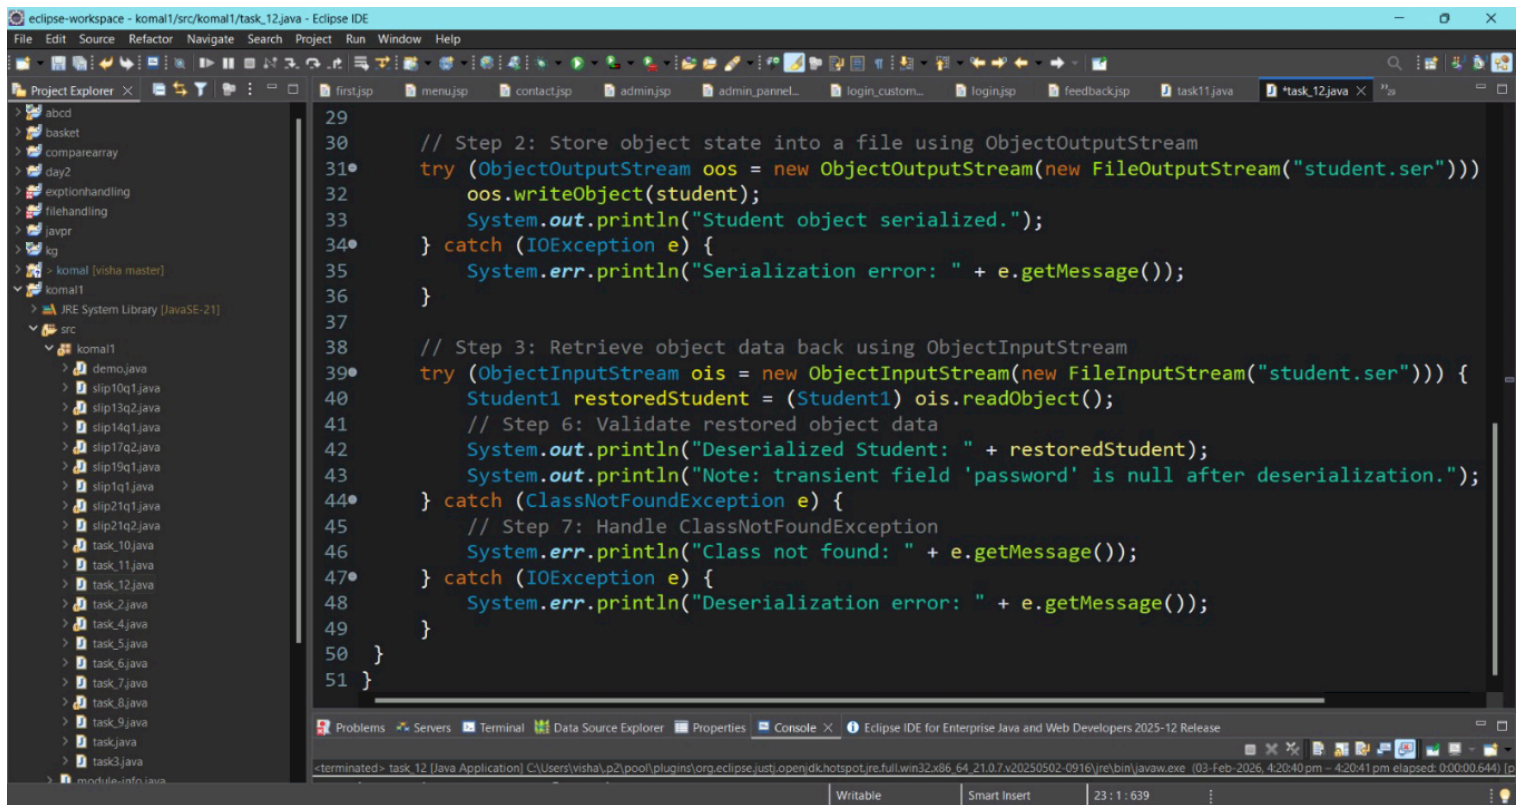 eclipse-workspace - komal1/src/komal1/task_12.java - Eclipse IDE
File Edit Source Refactor Navigate Search Project Run Window Help
Project Explorer
first.jsp menu.jsp contact.jsp admin.jsp admin_pannel... login_custom... login.jsp feedback.jsp task11.java *task_12.java
abcd
basket
comparearray
day2
exptionhandling
filehandling
javpr
kg
> komal [visha master]
komal1
JRE System Library [JavaSE-21]
src
komal1
demo.java
slip10q1.java
slip13q2.java
slip14q1.java
slip17q2.java
slip19q1.java
slip1q1.java
slip21q1.java
slip21q2.java
task_10.java
task_11.java
task_12.java
task_2.java
task_4.java
task_5.java
task_6.java
task_7.java
task_8.java
task_9.java
task.java
task3.java
module-info.java
29
30 // Step 2: Store object state into a file using ObjectOutputStream
31 try (ObjectOutputStream oos = new ObjectOutputStream(new FileOutputStream("student.ser")))
32 oos.writeObject(student);
33 System.out.println("Student object serialized.");
34 } catch (IOException e) {
35 System.err.println("Serialization error: " + e.getMessage());
36 }
37
38 // Step 3: Retrieve object data back using ObjectInputStream
39 try (ObjectInputStream ois = new ObjectInputStream(new FileInputStream("student.ser"))) {
40 Student1 restoredStudent = (Student1) ois.readObject();
41 // Step 6: Validate restored object data
42 System.out.println("Deserialized Student: " + restoredStudent);
43 System.out.println("Note: transient field 'password' is null after deserialization.");
44 } catch (ClassNotFoundException e) {
45 // Step 7: Handle ClassNotFoundException
46 System.err.println("Class not found: " + e.getMessage());
47 } catch (IOException e) {
48 System.err.println("Deserialization error: " + e.getMessage());
49 }
50 }
51 }
Problems Servers Terminal Data Source Explorer Properties Console Eclipse IDE for Enterprise Java and Web Developers 2025-12 Release
<terminated> task_12 [Java Application] C:\Users\visha\.p2\pool\plugins\org.eclipse.justj.openjdk.hotspot.jre.full.win32.x86_64_21.0.7.v20250502-0916\jre\bin\javaw.exe (03-Feb-2026, 4:20:40 pm – 4:20:41 pm elapsed: 0:00:00.644) [p
Writable Smart Insert 23 : 1 : 639